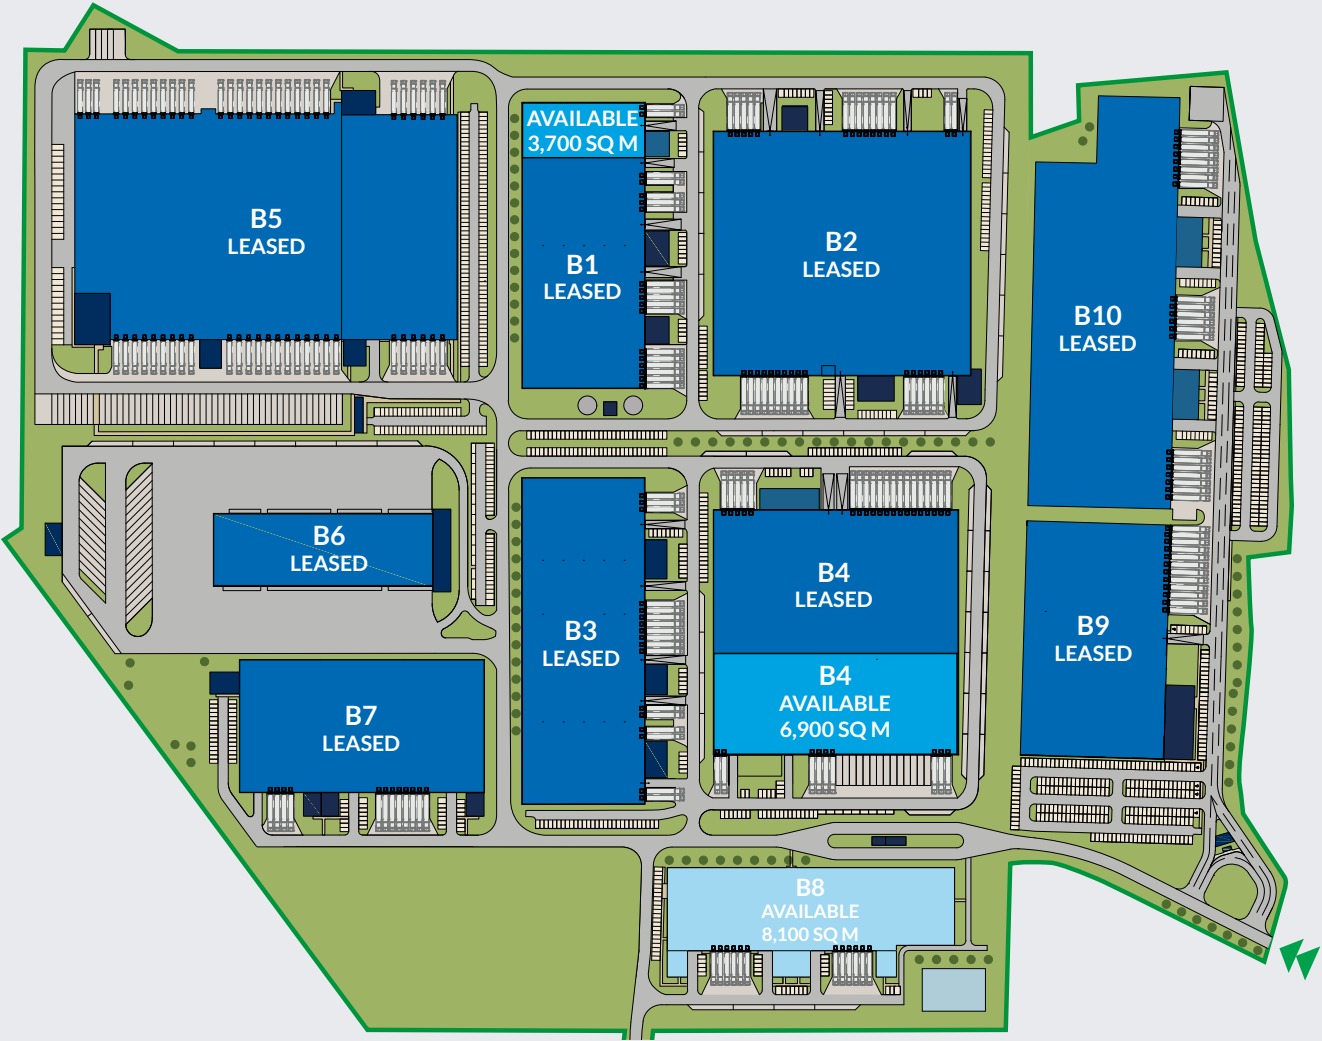 AVAILABLE
3,700 SQ M
B5
LEASED
B1
LEASED
B2
LEASED
B10
LEASED
B6
LEASED
B4
LEASED
B3
LEASED
B9
LEASED
B4
AVAILABLE
6,900 SQ M
B7
LEASED
B8
AVAILABLE
8,100 SQ M